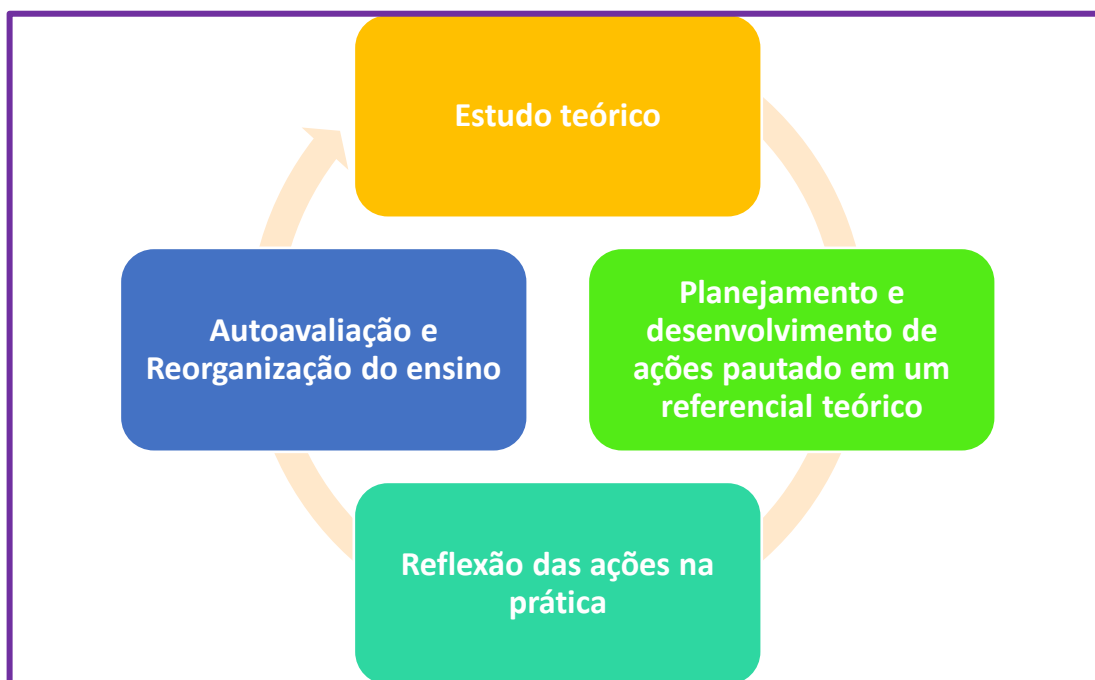 Estudo teórico
Planejamento e
desenvolvimento de
ações pautado em um
referencial teórico
Reflexão das ações na
prática
Autoavaliação e
Reorganização do ensino